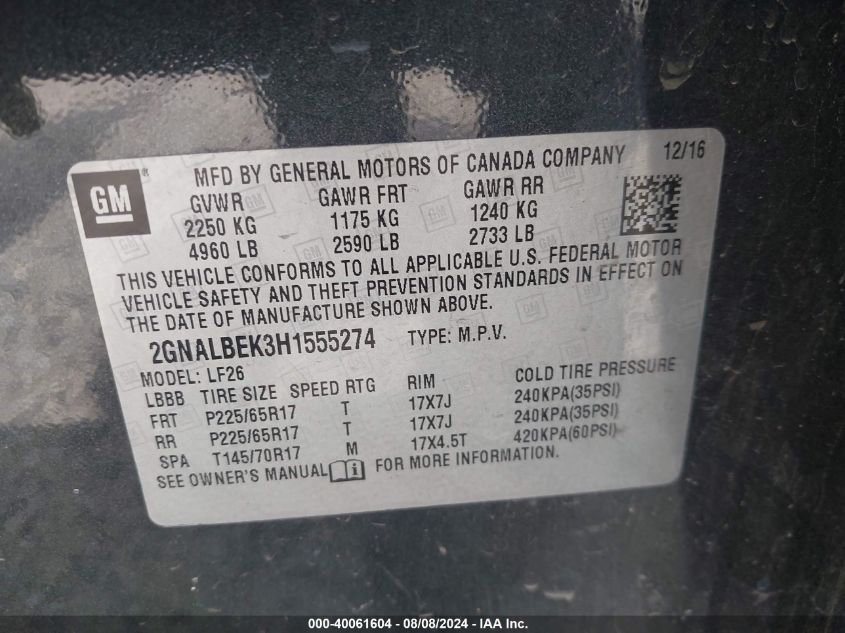 GM ®
MFD BY GENERAL MOTORS OF CANADA COMPANY 12/16
GVWR GAWR FRT GAWR RR
2250 KG 1175 KG 1240 KG
4960 LB 2590 LB 2733 LB
THIS VEHICLE CONFORMS TO ALL APPLICABLE U.S. FEDERAL MOTOR
VEHICLE SAFETY AND THEFT PREVENTION STANDARDS IN EFFECT ON
THE DATE OF MANUFACTURE SHOWN ABOVE.
2GNALBEK3H1555274 TYPE: M.P.V.
MODEL: LF26
LBBB TIRE SIZE SPEED RTG RIM COLD TIRE PRESSURE
FRT P225/65R17 T 17X7J 240KPA(35PSI)
RR P225/65R17 T 17X7J 240KPA(35PSI)
SPA T145/70R17 M 17X4.5T 420KPA(60PSI)
SEE OWNER'S MANUAL FOR MORE INFORMATION.
000-40061604 - 08/08/2024 - IAA Inc.